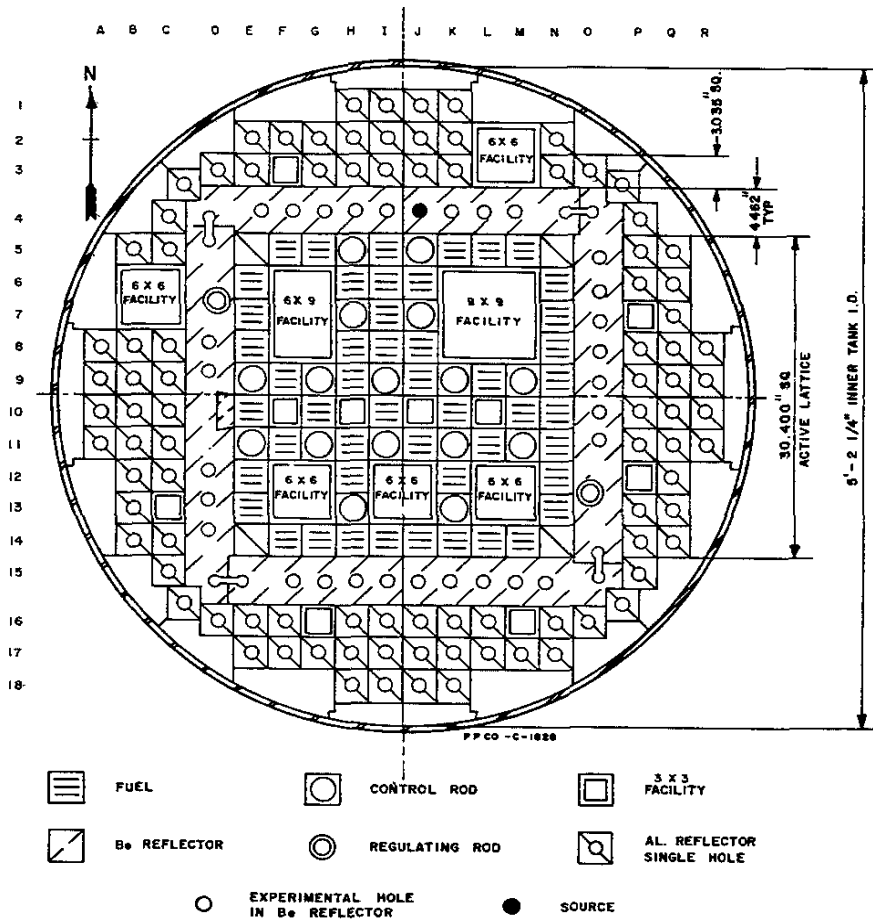 A B C D E F G H I J K L M N O P Q R
N
1
2
3
4
5
6
7
8
9
10
11
12
13
14
15
16
17
18
6 X 6
FACILITY
3.035" SQ.
4.462"
TYP
6 X 6
FACILITY
6 X 9
FACILITY
9 X 9
FACILITY
30.400" SQ
ACTIVE LATTICE
5'-2 1/4" INNER TANK I.D.
6 X 6
FACILITY
6 X 6
FACILITY
6 X 6
FACILITY
PPCO -C-1828
FUEL
CONTROL ROD
3 X 3
FACILITY
Be REFLECTOR
REGULATING ROD
AL. REFLECTOR
SINGLE HOLE
EXPERIMENTAL HOLE
IN Be REFLECTOR
SOURCE